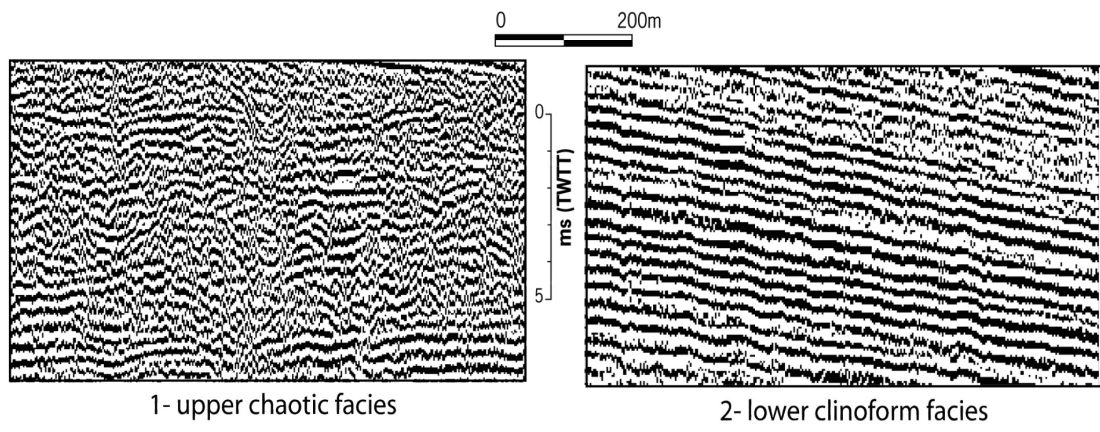 0 200m
0
ms (TWTT)
5
1- upper chaotic facies
2- lower clinoform facies